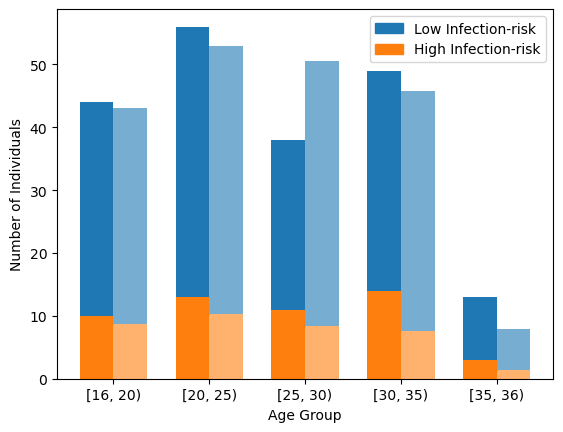 Low Infection-risk
High Infection-risk
50
40
30
20
10
0
Number of Individuals
[16, 20)
[20, 25)
[25, 30)
[30, 35)
[35, 36)
Age Group